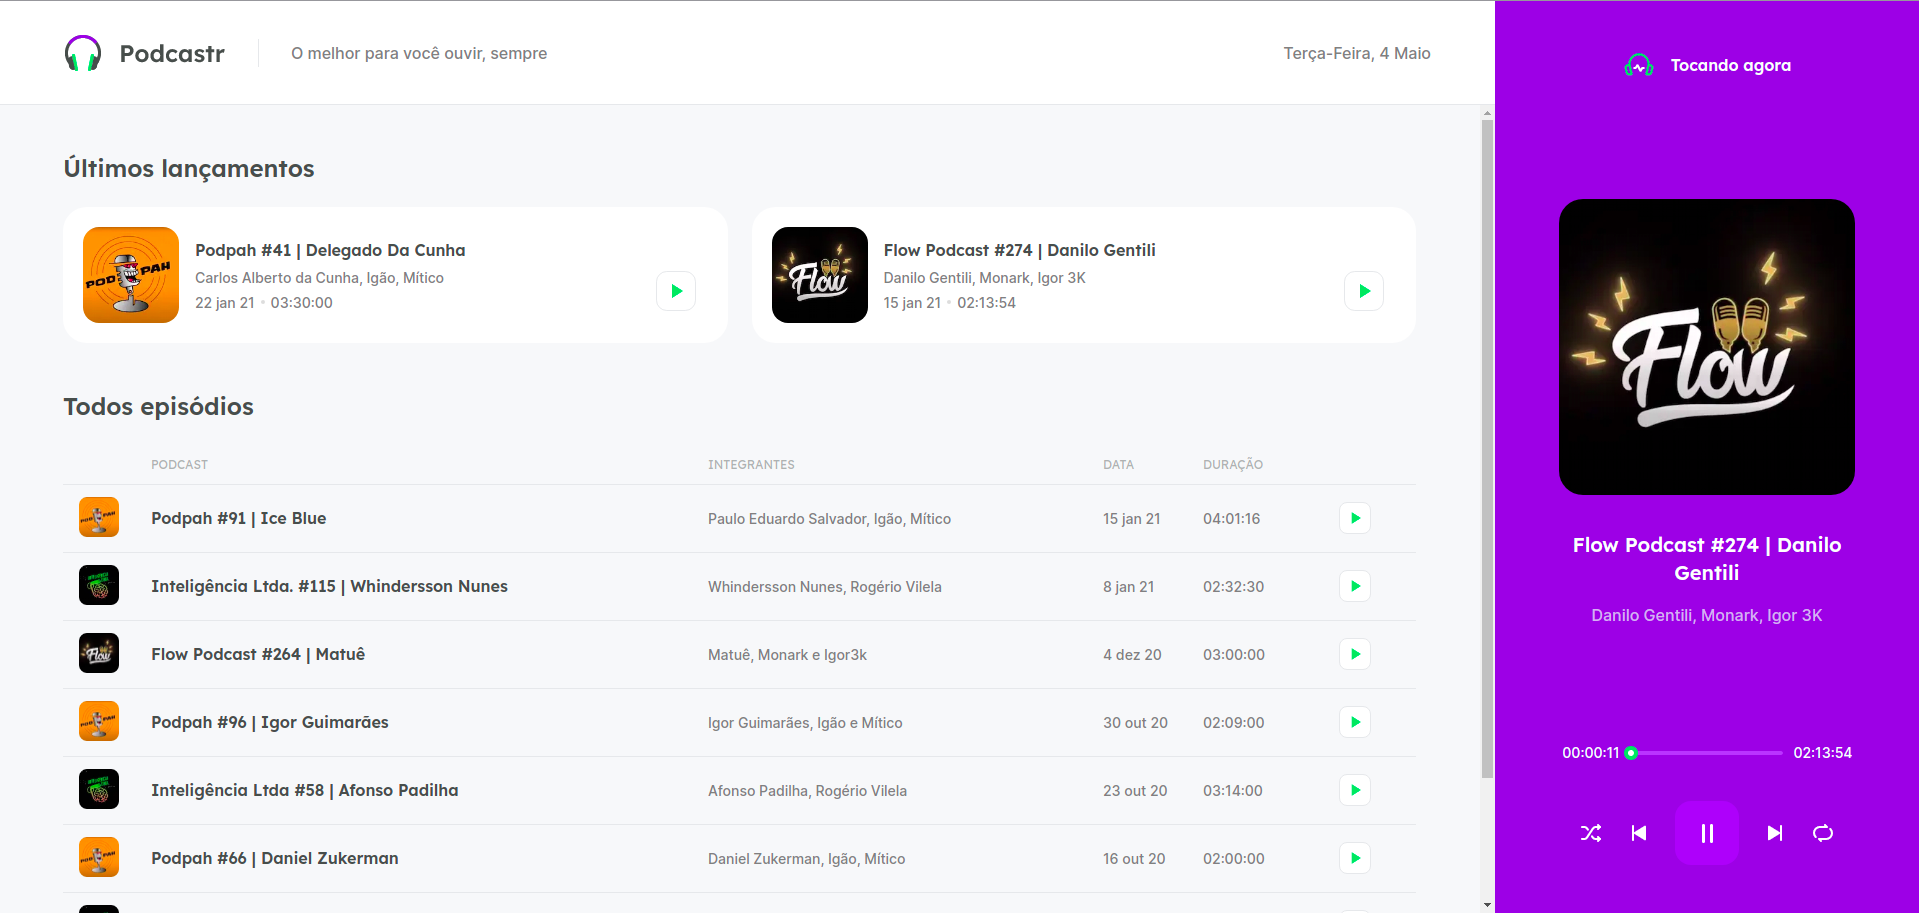 Podcastr
O melhor para você ouvir, sempre
Terça-Feira, 4 Maio
Últimos lançamentos
POD PAH
Podpah #41 | Delegado Da Cunha
Carlos Alberto da Cunha, Igão, Mítico
22 jan 21 • 03:30:00
Flow
Flow Podcast #274 | Danilo Gentili
Danilo Gentili, Monark, Igor 3K
15 jan 21 • 02:13:54
Todos episódios
PODCAST INTEGRANTES DATA DURAÇÃO
POD PAH
Podpah #91 | Ice Blue Paulo Eduardo Salvador, Igão, Mítico 15 jan 21 04:01:16
Inteligência Ltda. #115 | Whindersson Nunes Whindersson Nunes, Rogério Vilela 8 jan 21 02:32:30
Flow
Flow Podcast #264 | Matuê Matuê, Monark e Igor3k 4 dez 20 03:00:00
POD PAH
Podpah #96 | Igor Guimarães Igor Guimarães, Igão e Mítico 30 out 20 02:09:00
Inteligência Ltda #58 | Afonso Padilha Afonso Padilha, Rogério Vilela 23 out 20 03:14:00
POD PAH
Podpah #66 | Daniel Zukerman Daniel Zukerman, Igão, Mítico 16 out 20 02:00:00
Tocando agora
Flow
Flow Podcast #274 | Danilo
Gentili
Danilo Gentili, Monark, Igor 3K
00:00:11 02:13:54